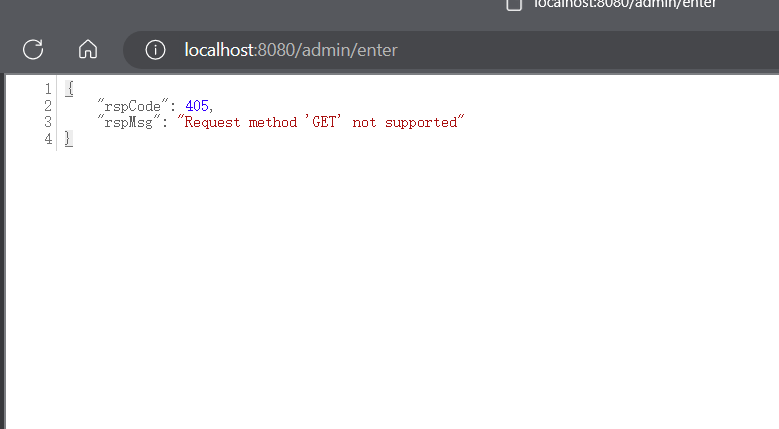 localhost:8080/admin/enter
localhost:8080/admin/enter
1 {
2 "rspCode": 405,
3 "rspMsg": "Request method 'GET' not supported"
4 }